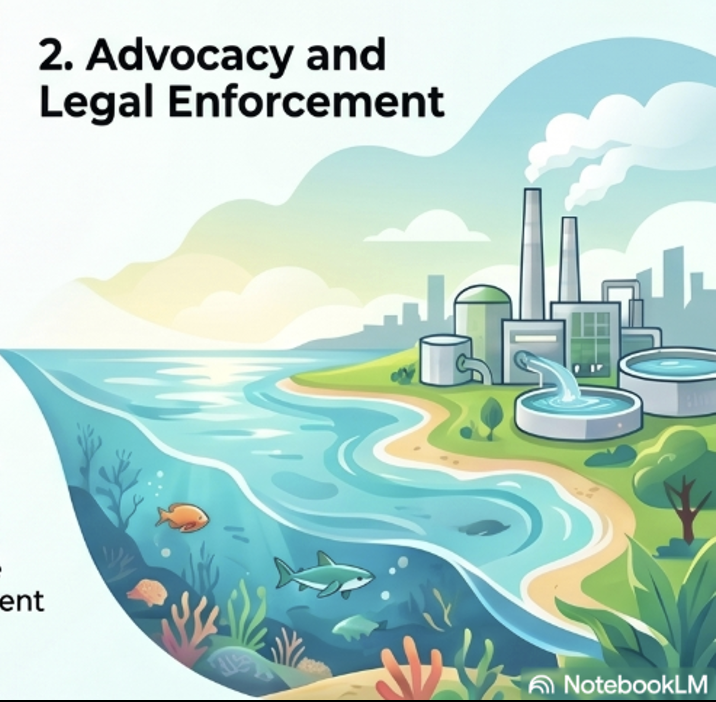 2. Advocacy and
Legal Enforcement
ent
NotebookLM